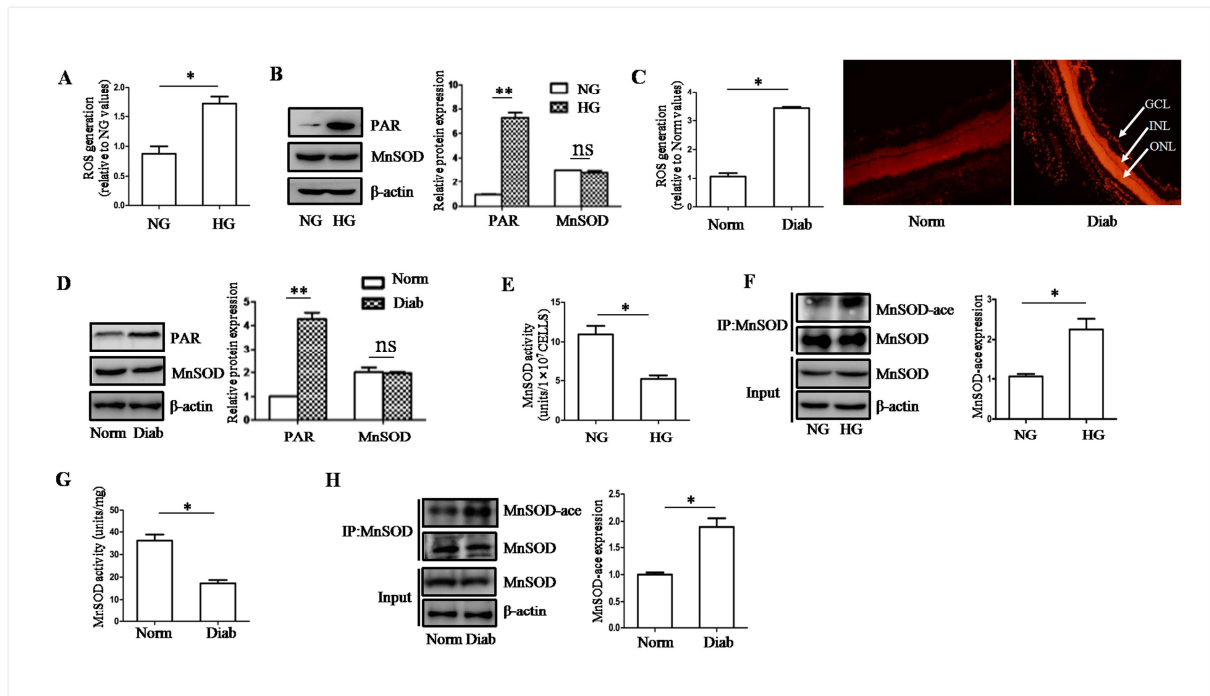 A
ROS generation
(relative to NG values)
2.0
1.5
1.0
0.5
0.0
*
NG HG
B
PAR
MnSOD
β-actin
NG HG
Relative protein expression
10
8
6
4
2
0
**
ns
NG
HG
PAR MnSOD
C
ROS generation
(relative to Norm values)
4
3
2
1
0
*
Norm Diab
GCL
INL
ONL
Norm Diab
D
PAR
MnSOD
β-actin
Norm Diab
Relative protein expression
5
4
3
2
1
0
**
ns
Norm
Diab
PAR MnSOD
E
MnSOD activity
(units/1×10⁷CELLS)
15
10
5
0
*
NG HG
F
IP:MnSOD
Input
MnSOD-ace
MnSOD
MnSOD
β-actin
NG HG
MnSOD-ace expression
3
2
1
0
*
NG HG
G
MnSOD activity (units/mg)
50
40
30
20
10
0
*
Norm Diab
H
IP:MnSOD
Input
MnSOD-ace
MnSOD
MnSOD
β-actin
Norm Diab
MnSOD-ace expression
2.5
2.0
1.5
1.0
0.5
0.0
*
Norm Diab